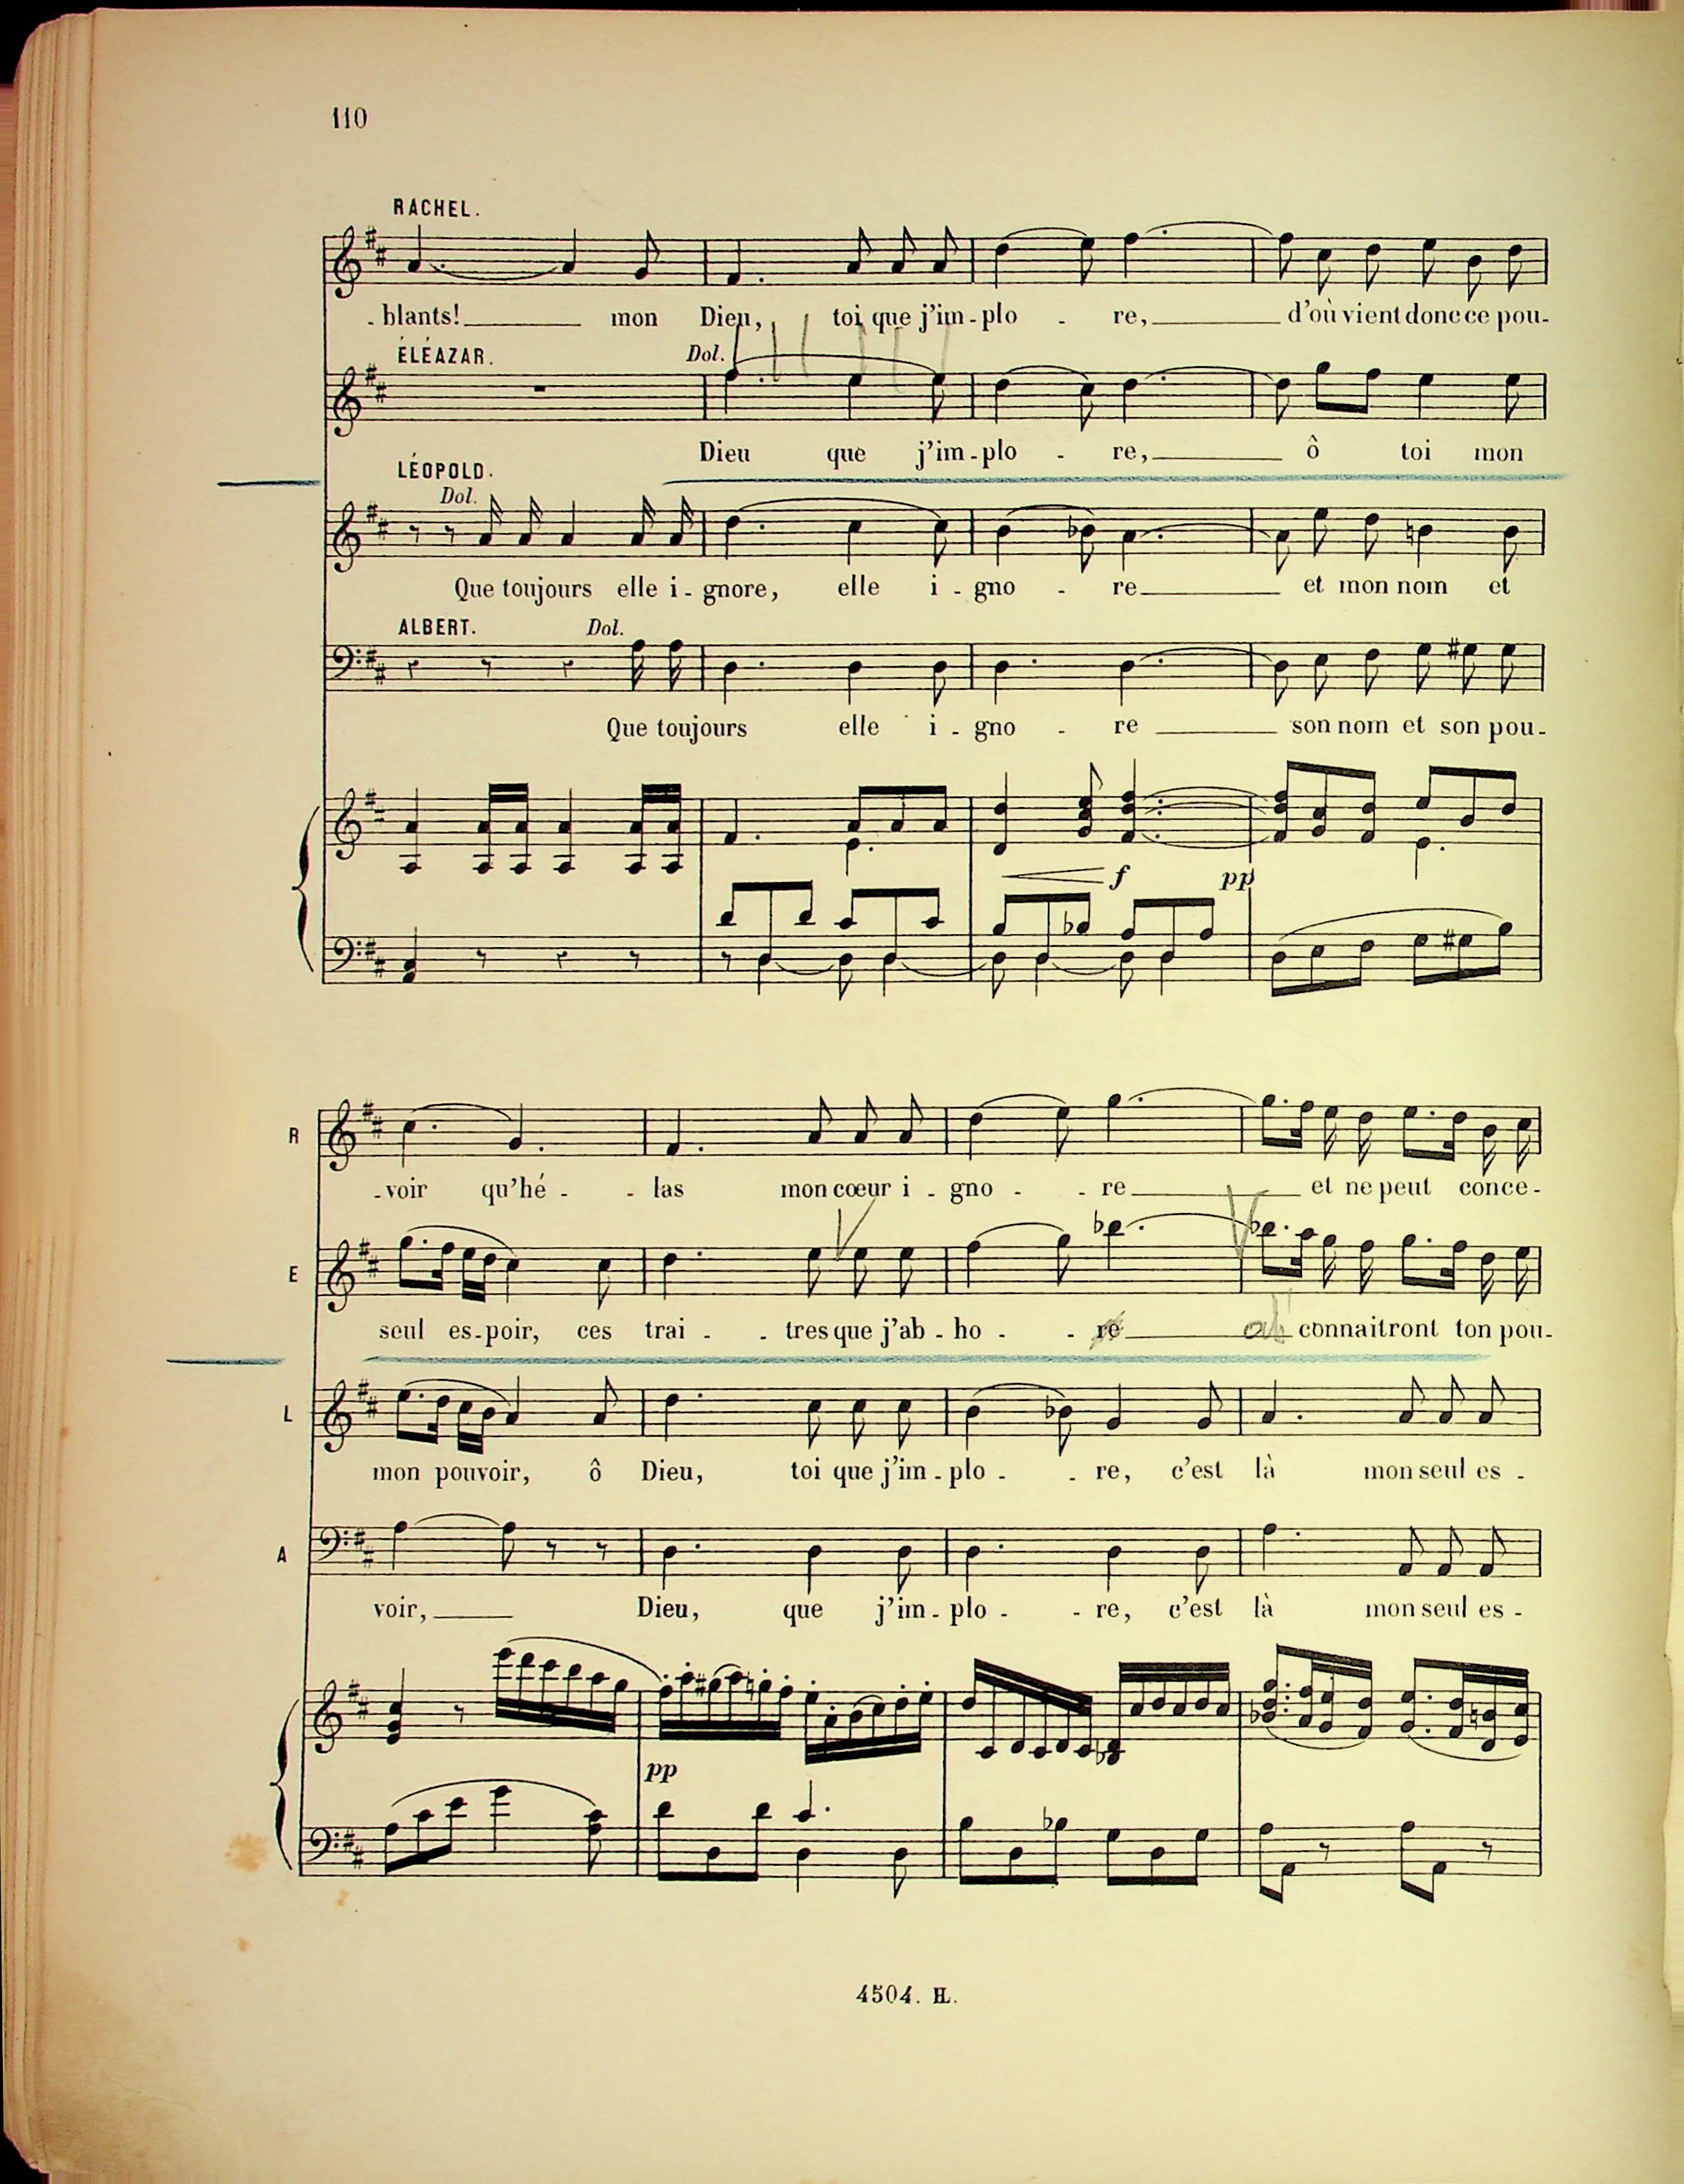 110
RACHEL.
- blants! mon Dieu, toi que j'im - plo - re, d'où vient donc ce pou -
ÉLÉAZAR. Dol.
Dieu que j'im - plo - re, ô toi mon
LÉOPOLD.
Dol.
Que toujours elle i - gnore, elle i - gno - re et mon nom et
ALBERT. Dol.
Que toujours elle i - gno - re son nom et son pou -
f pp
R
- voir qu'hé - - las mon cœur i - gno - - re et ne peut conce -
E
seul es - poir, ces trai - - tres que j'ab - ho - - re ah connaitront ton pou -
L
mon pouvoir, ô Dieu, toi que j'im - plo - - re, c'est là mon seul es -
A
voir, Dieu, que j'im - plo - - re, c'est là mon seul es -
pp
4504. H.